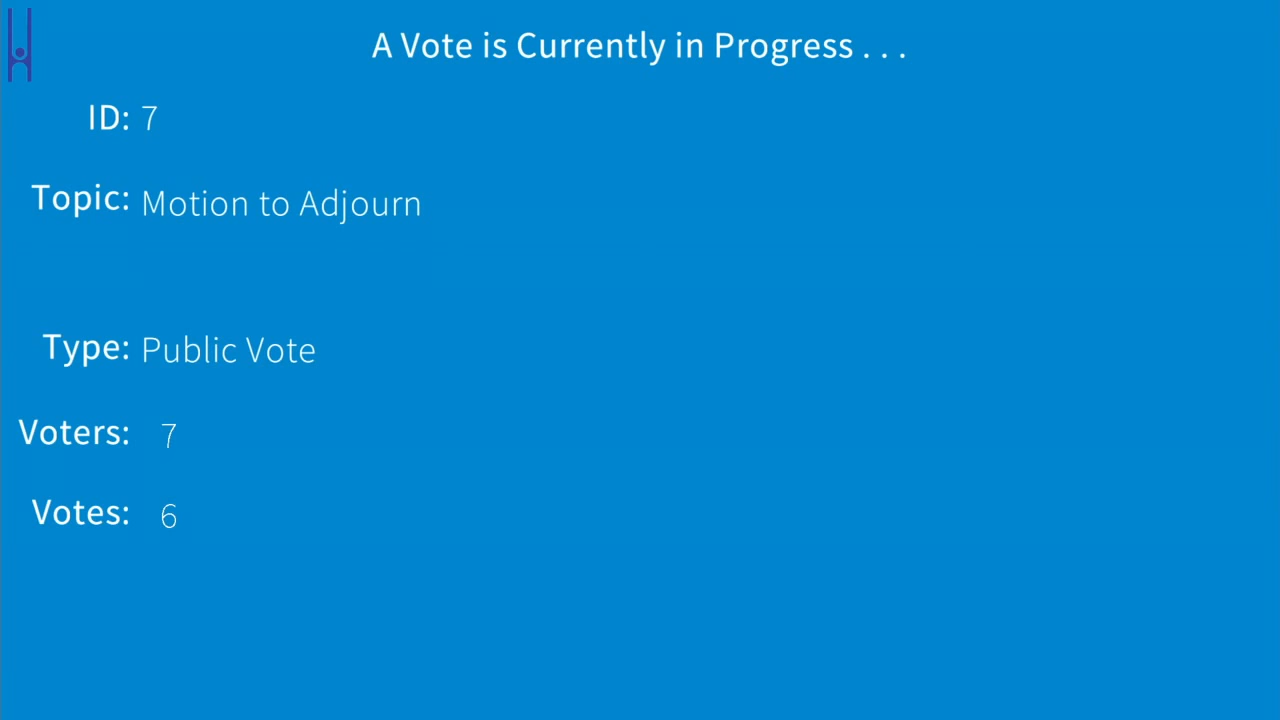 A Vote is Currently in Progress . . .
ID: 7
Topic: Motion to Adjourn
Type: Public Vote
Voters: 7
Votes: 6